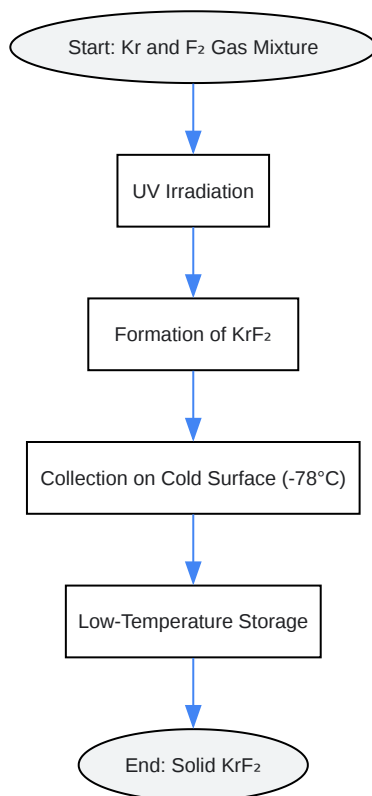 Start: Kr and F₂ Gas Mixture
UV Irradiation
Formation of KrF₂
Collection on Cold Surface (-78°C)
Low-Temperature Storage
End: Solid KrF₂